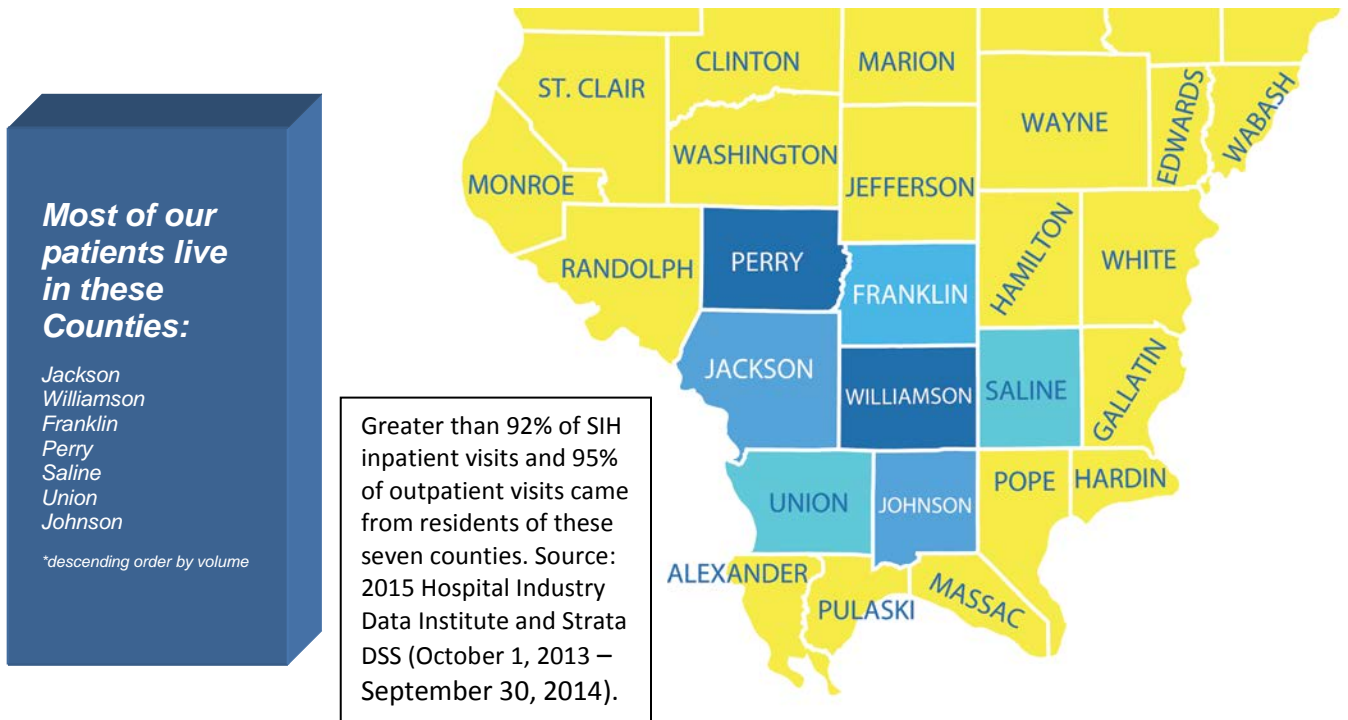 Most of our
patients live
in these
Counties:
Jackson
Williamson
Franklin
Perry
Saline
Union
Johnson
*descending order by volume
Greater than 92% of SIH
inpatient visits and 95%
of outpatient visits came
from residents of these
seven counties. Source:
2015 Hospital Industry
Data Institute and Strata
DSS (October 1, 2013 –
September 30, 2014).
CLINTON
MARION
ST. CLAIR
WAYNE
EDWARDS
WABASH
WASHINGTON
MONROE
JEFFERSON
RANDOLPH
PERRY
FRANKLIN
HAMILTON
WHITE
JACKSON
WILLIAMSON
SALINE
GALLATIN
UNION
JOHNSON
POPE
HARDIN
ALEXANDER
PULASKI
MASSAC